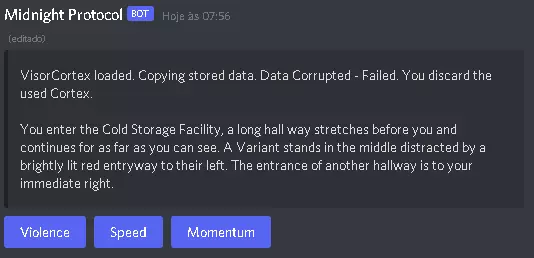 Midnight Protocol BOT Hoje às 07:56
(editado)
VisorCortex loaded. Copying stored data. Data Corrupted - Failed. You discard the
used Cortex.
You enter the Cold Storage Facility, a long hall way stretches before you and
continues for as far as you can see. A Variant stands in the middle distracted by a
brightly lit red entryway to their left. The entrance of another hallway is to your
immediate right.
Violence Speed Momentum